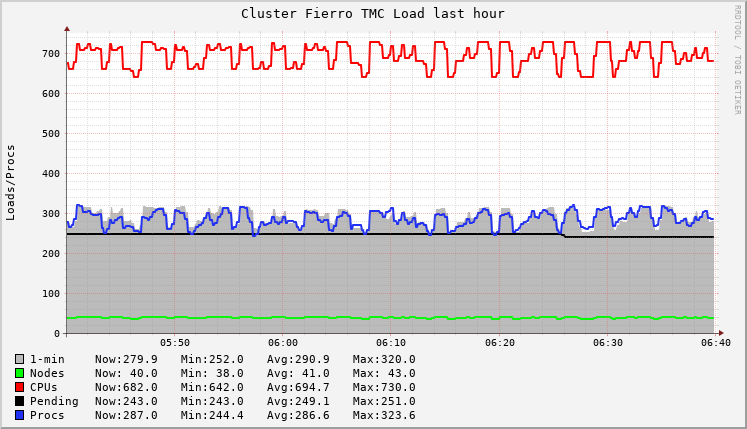 Cluster Fierro TMC Load last hour
RRDTOOL / TOBI OETIKER
Loads/Procs
700
600
500
400
300
200
100
0
05:50 06:00 06:10 06:20 06:30 06:40
1-min Now:279.9 Min:252.0 Avg:290.9 Max:320.0
Nodes Now: 40.0 Min: 38.0 Avg: 41.0 Max: 43.0
CPUs Now:682.0 Min:642.0 Avg:694.7 Max:730.0
Pending Now:243.0 Min:243.0 Avg:249.1 Max:251.0
Procs Now:287.0 Min:244.4 Avg:286.6 Max:323.6